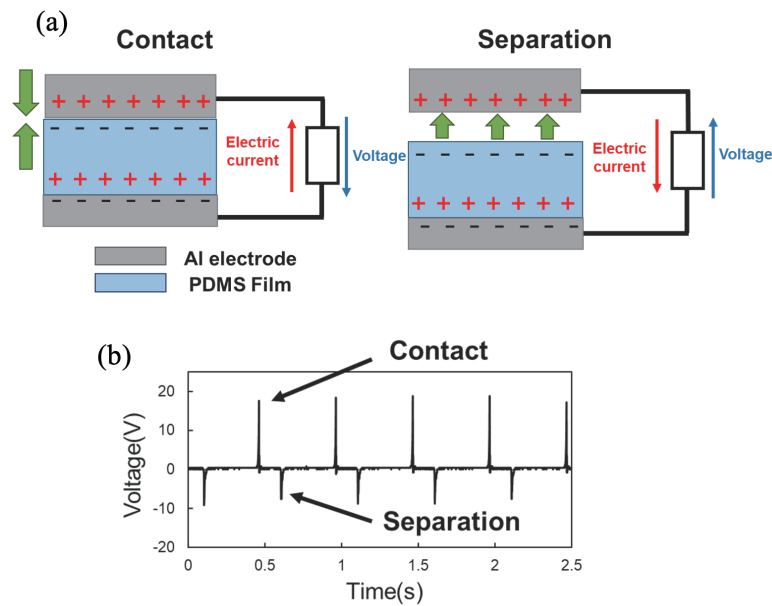 (a)
Contact
Separation
+ + + + + + +
- - - - - - -
Electric
current
Voltage
+ + + + + + +
- - - - - - -
+ + + + + + +
- - - - - - -
Electric
current
Voltage
+ + + + + + +
- - - - - - -
Al electrode
PDMS Film
(b)
Contact
Separation
Voltage(V)
20
10
0
-10
-20
0
0.5
1
1.5
2
2.5
Time(s)